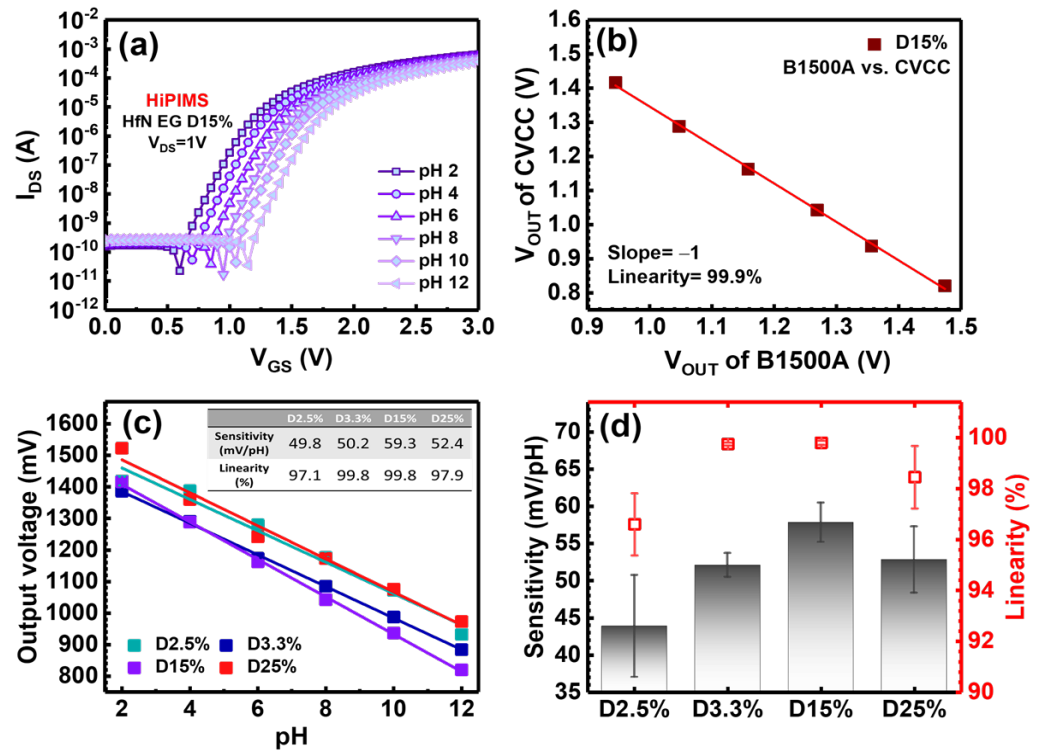 (a)
10⁻²
10⁻³
10⁻⁴
10⁻⁵
10⁻⁶
10⁻⁷
10⁻⁸
10⁻⁹
10⁻¹⁰
10⁻¹¹
10⁻¹²
I_DS (A)
HiPIMS
HfN EG D15%
V_DS=1V
pH 2
pH 4
pH 6
pH 8
pH 10
pH 12
0.0 0.5 1.0 1.5 2.0 2.5 3.0
V_GS (V)
(b)
D15%
B1500A vs. CVCC
1.4
1.3
1.2
1.1
1.0
0.9
0.8
V_OUT of CVCC (V)
Slope= −1
Linearity= 99.9%
0.9 1.0 1.1 1.2 1.3 1.4 1.5
V_OUT of B1500A (V)
(c)
D2.5% D3.3% D15% D25%
Sensitivity
(mV/pH) 49.8 50.2 59.3 52.4
Linearity
(%) 97.1 99.8 99.8 97.9
1600
1500
1400
1300
1200
1100
1000
900
800
Output voltage (mV)
D2.5% D3.3%
D15% D25%
2 4 6 8 10 12
pH
(d)
70
65
60
55
50
45
40
35
Sensitivity (mV/pH)
100
98
96
94
92
90
Linearity (%)
D2.5% D3.3% D15% D25%